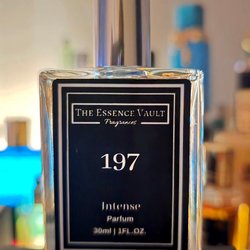 THE ESSENCE VAULT
Fragrances
197
Intense
Parfum
30ml | 1FL.OZ.